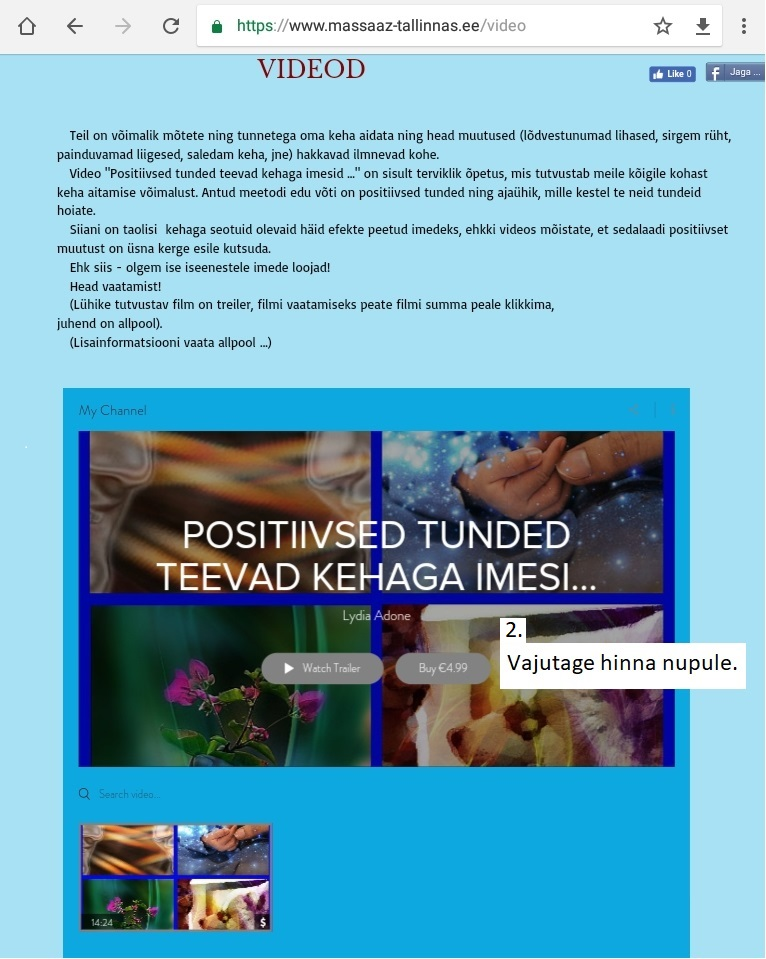 https://www.massaaz-tallinnas.ee/video
VIDEOD
Like 0
Jaga ...
Teil on võimalik mõtete ning tunnetega oma keha aidata ning head muutused (lõdvestunumad lihased, sirgem rüht,
painduvamad liigesed, saledam keha, jne) hakkavad ilmnevad kohe.
Video "Positiivsed tunded teevad kehaga imesid ..." on sisult terviklik õpetus, mis tutvustab meile kõigile kohast
keha aitamise võimalust. Antud meetodi edu võti on positiivsed tunded ning ajaühik, mille kestel te neid tundeid
hoiate.
Siiani on taolisi kehaga seotuid olevaid häid efekte peetud imedeks, ehkki videos mõistate, et sedalaadi positiivset
muutust on üsna kerge esile kutsuda.
Ehk siis - olgem ise iseenestele imede loojad!
Head vaatamist!
(Lühike tutvustav film on treiler, filmi vaatamiseks peate filmi summa peale klikkima,
juhend on allpool).
(Lisainformatsiooni vaata allpool ...)
My Channel
POSITIIVSED TUNDED
TEEVAD KEHAGA IMESI...
Lydia Adone
2.
Watch Trailer
Buy €4.99
Vajutage hinna nupule.
Search video...
14:24
$